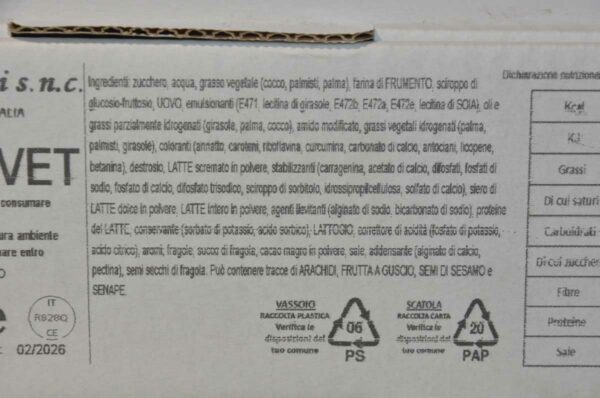 i s.n.c.
ALIA
VET
consumare
ura ambiente
mare entro
O
e
02/2026
IT
R928Q
CE
Ingredienti: zucchero, acqua, grasso vegetale (cocco, palmisti, palma), farina di FRUMENTO, sciroppo di
glucosio-fruttosio, UOVO, emulsionanti (E471, lecitina di girasole, E472b, E472a, E472e, lecitina di SOIA), oli e
grassi parzialmente idrogenati (girasole, palma, cocco), amido modificato, grassi vegetali idrogenati (palma,
palmisti, girasole), coloranti (annatto, caroteni, riboflavina, curcumina, carbonato di calcio, antociani, licopene,
betanina), destrosio, LATTE scremato in polvere, stabilizzanti (carragenina, acetato di calcio, difosfati, fosfati di
sodio, fosfato di calcio, difosfato trisodico, sciroppo di sorbitolo, idrossipropilcellulosa, solfato di calcio), siero di
LATTE dolce in polvere, LATTE intero in polvere, agenti lievitanti (alginato di sodio, bicarbonato di sodio), proteine
del LATTE, conservante (sorbato di potassio, acido sorbico), LATTOSIO, correttore di acidità (fosfato di potassio,
acido citrico), aromi, fragole, succo di fragola, cacao magro in polvere, sale, addensante (alginato di calcio,
pectina), semi secchi di fragola. Può contenere tracce di ARACHIDI, FRUTTA A GUSCIO, SEMI DI SESAMO e
SENAPE.
VASSOIO
RACCOLTA PLASTICA
Verifica le
disposizioni del
tuo comune
06
PS
SCATOLA
RACCOLTA CARTA
Verifica le
disposizioni del
tuo comune
20
PAP
Dichiarazione nutrizionale
Kcal
KJ
Grassi
Di cui saturi
Carboidrati
Di cui zuccheri
Fibre
Proteine
Sale